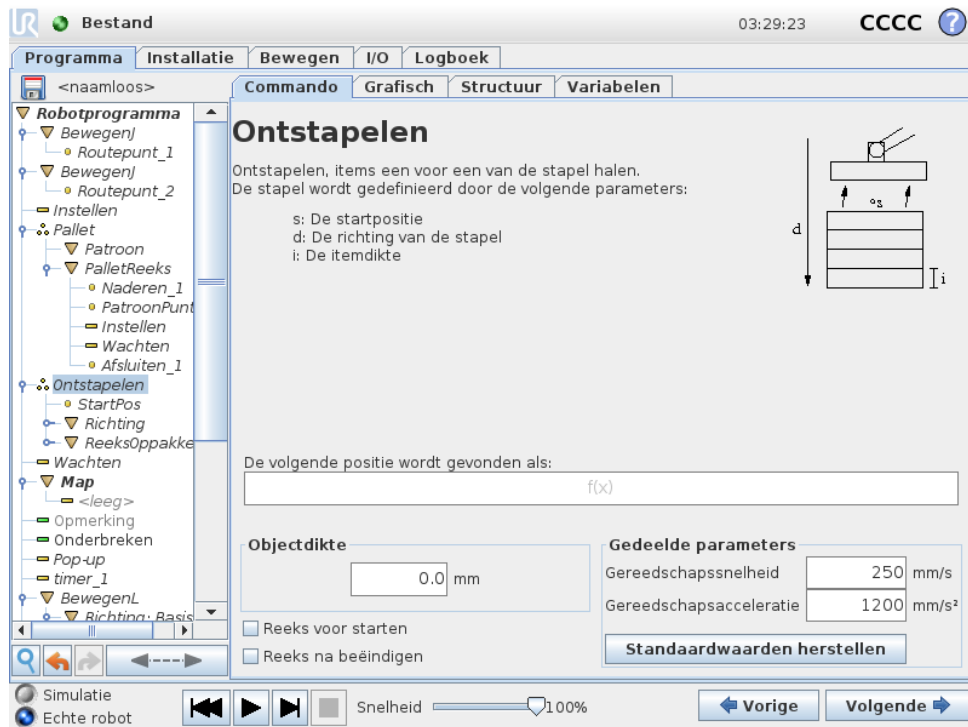 UR Bestand 03:29:23 CCCC ?
Programma Installatie Bewegen I/O Logboek
<naamloos>
Commando Grafisch Structuur Variabelen
Robotprogramma
BewegenJ
Routepunt_1
BewegenJ
Routepunt_2
Instellen
Pallet
Patroon
PalletReeks
Naderen_1
PatroonPunt
Instellen
Wachten
Afsluiten_1
Ontstapelen
StartPos
Richting
ReeksOppakke
Wachten
Map
<leeg>
Opmerking
Onderbreken
Pop-up
timer_1
BewegenL
Richting: Basis
Ontstapelen
Ontstapelen, items een voor een van de stapel halen.
De stapel wordt gedefinieerd door de volgende parameters:
s: De startpositie
d: De richting van de stapel
i: De itemdikte
s
d
i
De volgende positie wordt gevonden als:
f(x)
Objectdikte
0.0 mm
Reeks voor starten
Reeks na beëindigen
Gedeelde parameters
Gereedschapssnelheid 250 mm/s
Gereedschapsacceleratie 1200 mm/s²
Standaardwaarden herstellen
Simulatie
Echte robot
Snelheid 100%
Vorige Volgende